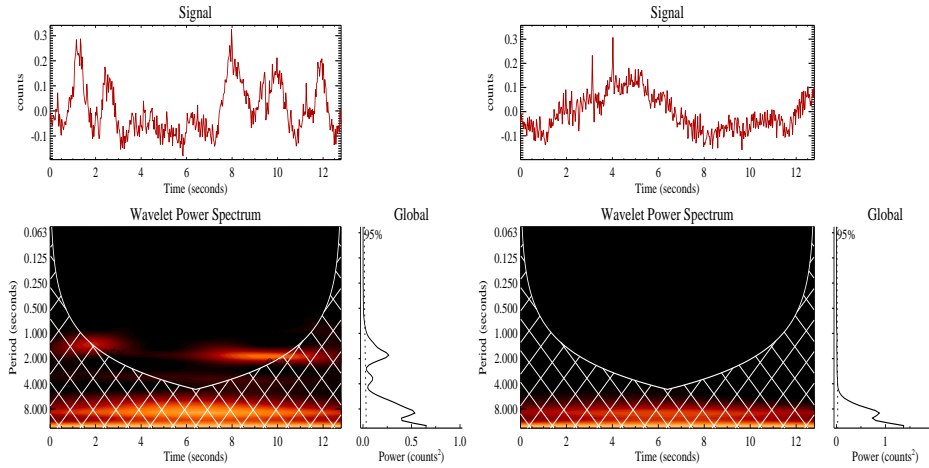 Signal
0.3
0.2
0.1
0.0
-0.1
counts
0 2 4 6 8 10 12
Time (seconds)
Signal
0.3
0.2
0.1
0.0
-0.1
counts
0 2 4 6 8 10 12
Time (seconds)
Wavelet Power Spectrum
0.063
0.125
0.250
0.500
1.000
2.000
4.000
8.000
Period (seconds)
0 2 4 6 8 10 12
Time (seconds)
Global
95%
0.0 0.5 1.0
Power (counts²)
Wavelet Power Spectrum
0.063
0.125
0.250
0.500
1.000
2.000
4.000
8.000
Period (seconds)
0 2 4 6 8 10 12
Time (seconds)
Global
95%
0 1
Power (counts²)